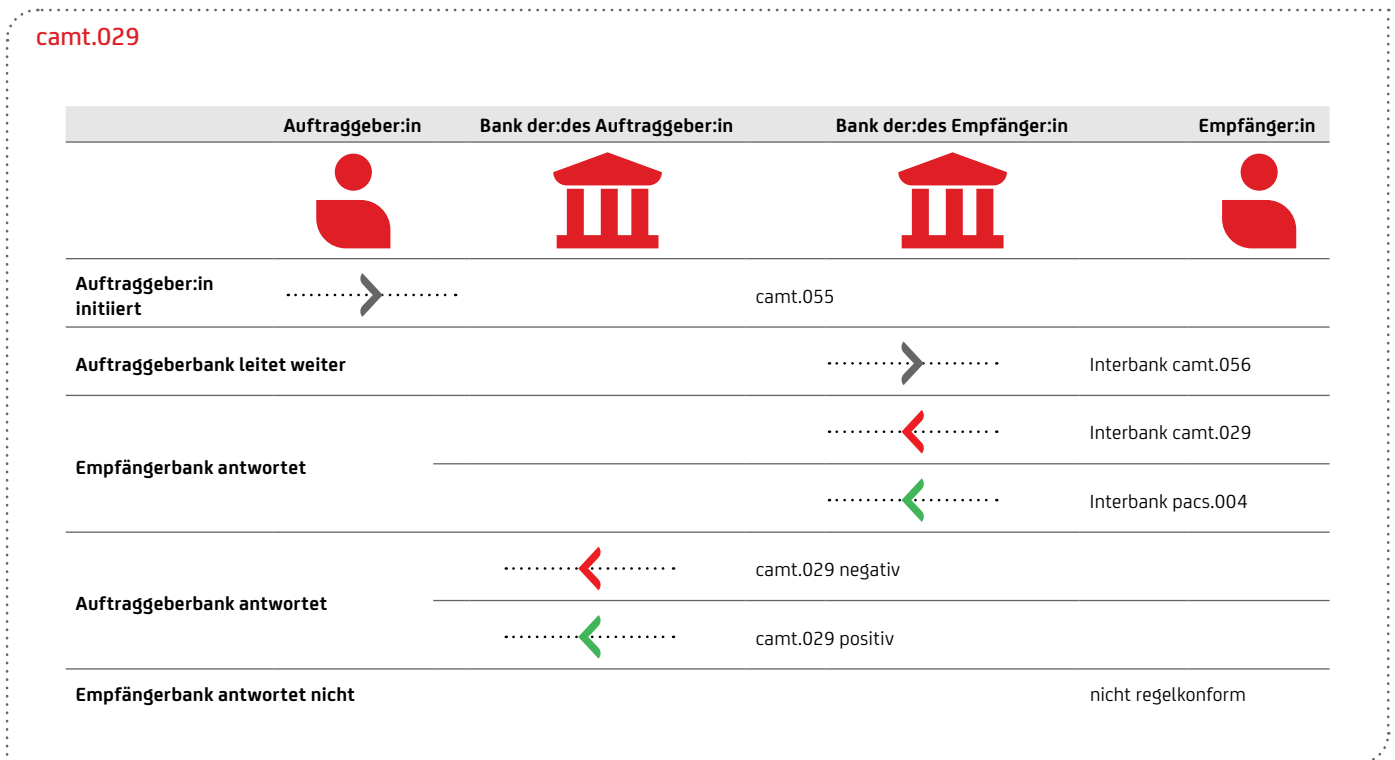 camt.029
Auftraggeber:in Bank der:des Auftraggeber:in Bank der:des Empfänger:in Empfänger:in
Auftraggeber:in
initiiert
camt.055
Auftraggeberbank leitet weiter Interbank camt.056
Empfängerbank antwortet
Interbank camt.029
Interbank pacs.004
Auftraggeberbank antwortet
camt.029 negativ
camt.029 positiv
Empfängerbank antwortet nicht nicht regelkonform